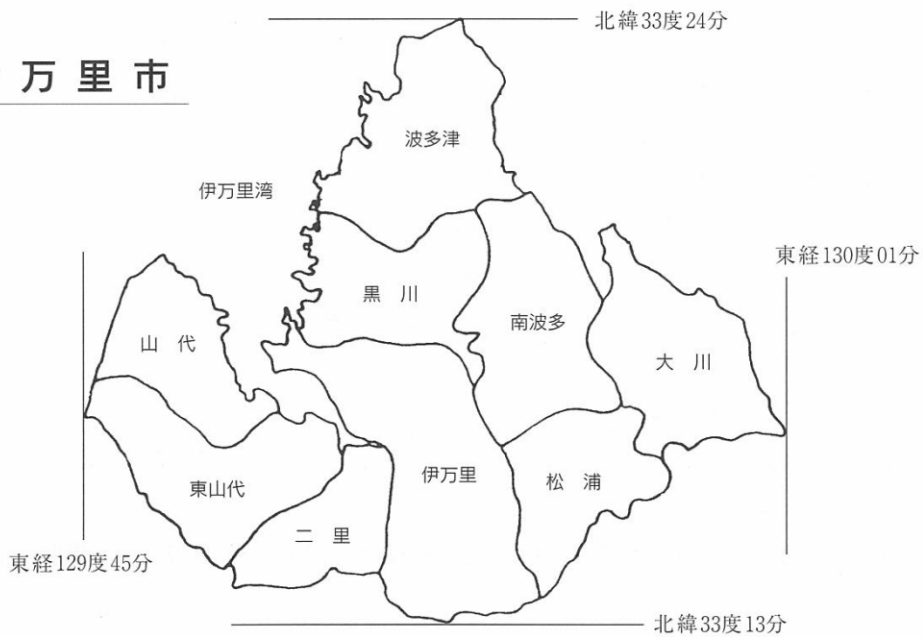 万里市
北緯33度24分
波多津
伊万里湾
東経130度01分
黒川
南波多
山代
大川
伊万里
松浦
東山代
二里
東経129度45分
北緯33度13分